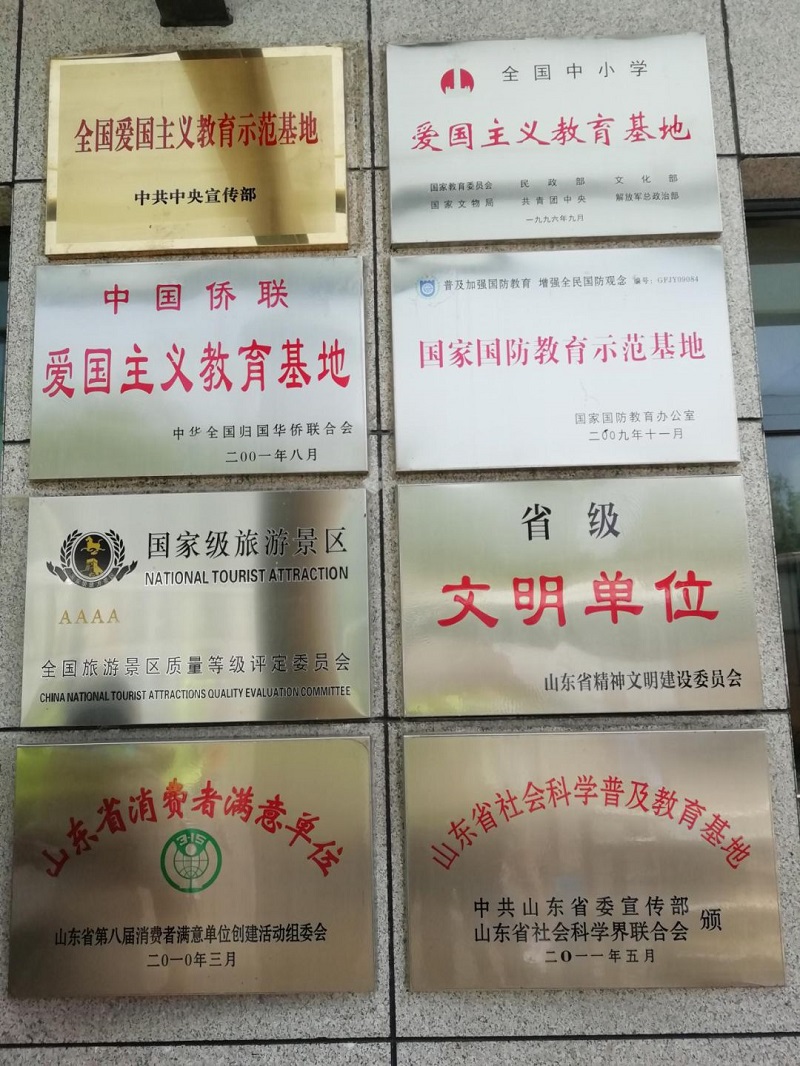 全国爱国主义教育示范基地
中共中央宣传部
全国中小学
爱国主义教育基地
国家教育委员会 民政部 文化部
国家文物局 共青团中央 解放军总政治部
一九九六年九月
中国侨联
爱国主义教育基地
中华全国归国华侨联合会
二〇〇一年八月
普及加强国防教育 增强全民国防观念 编号：GFJY09084
国家国防教育示范基地
国家国防教育办公室
二〇〇九年十一月
国家级旅游景区
NATIONAL TOURIST ATTRACTION
AAAA
全国旅游景区质量等级评定委员会
CHINA NATIONAL TOURIST ATTRACTIONS QUALITY EVALUATION COMMITTEE
省级
文明单位
山东省精神文明建设委员会
山东省消费者满意单位
3·15
山东省第八届消费者满意单位创建活动组委会
二〇一〇年三月
山东省社会科学普及教育基地
中共山东省委宣传部
山东省社会科学界联合会 颁
二〇一一年五月